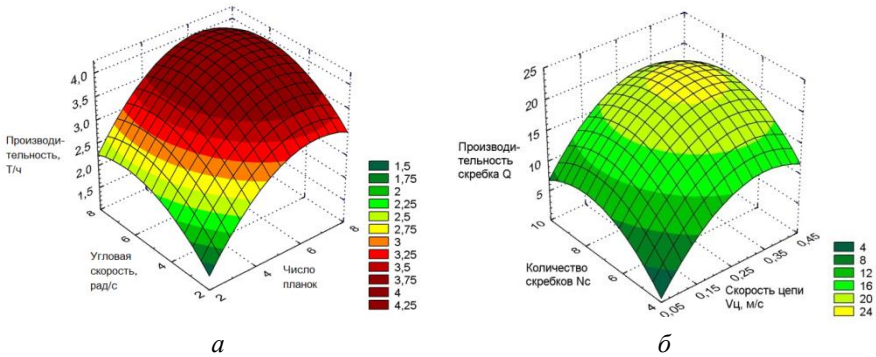 4,0
3,5
3,0
2,5
2,0
1,5
Производи-
тельность,
Т/ч
8
6
4
2
Угловая
скорость,
рад/с
2
4
6
8
Число
планок
1,5
1,75
2
2,25
2,5
2,75
3
3,25
3,5
3,75
4
4,25
а
25
20
15
10
5
Производи-
тельность
скребка Q
10
8
6
4
Количество
скребков Nс
0,05
0,15
0,25
0,35
0,45
Скорость цепи
Vц, м/с
4
8
12
16
20
24
б